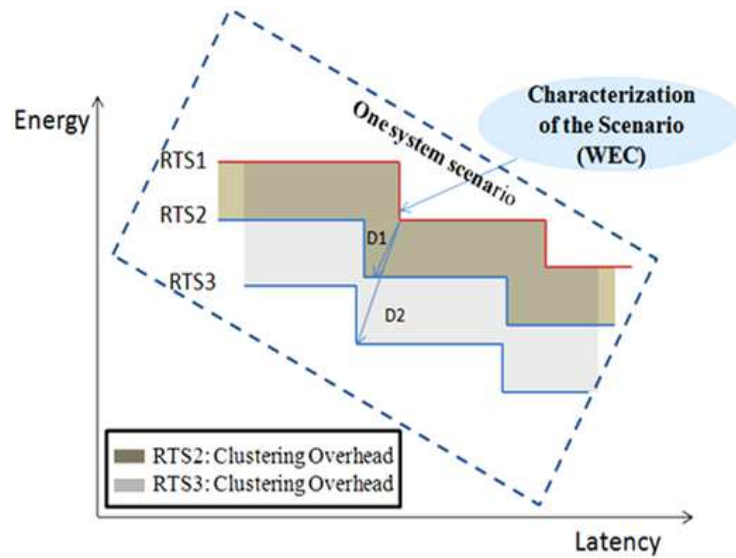 Characterization
of the Scenario
(WEC)
Energy
One system scenario
RTS1
RTS2
D1
RTS3
D2
RTS2: Clustering Overhead
RTS3: Clustering Overhead
Latency